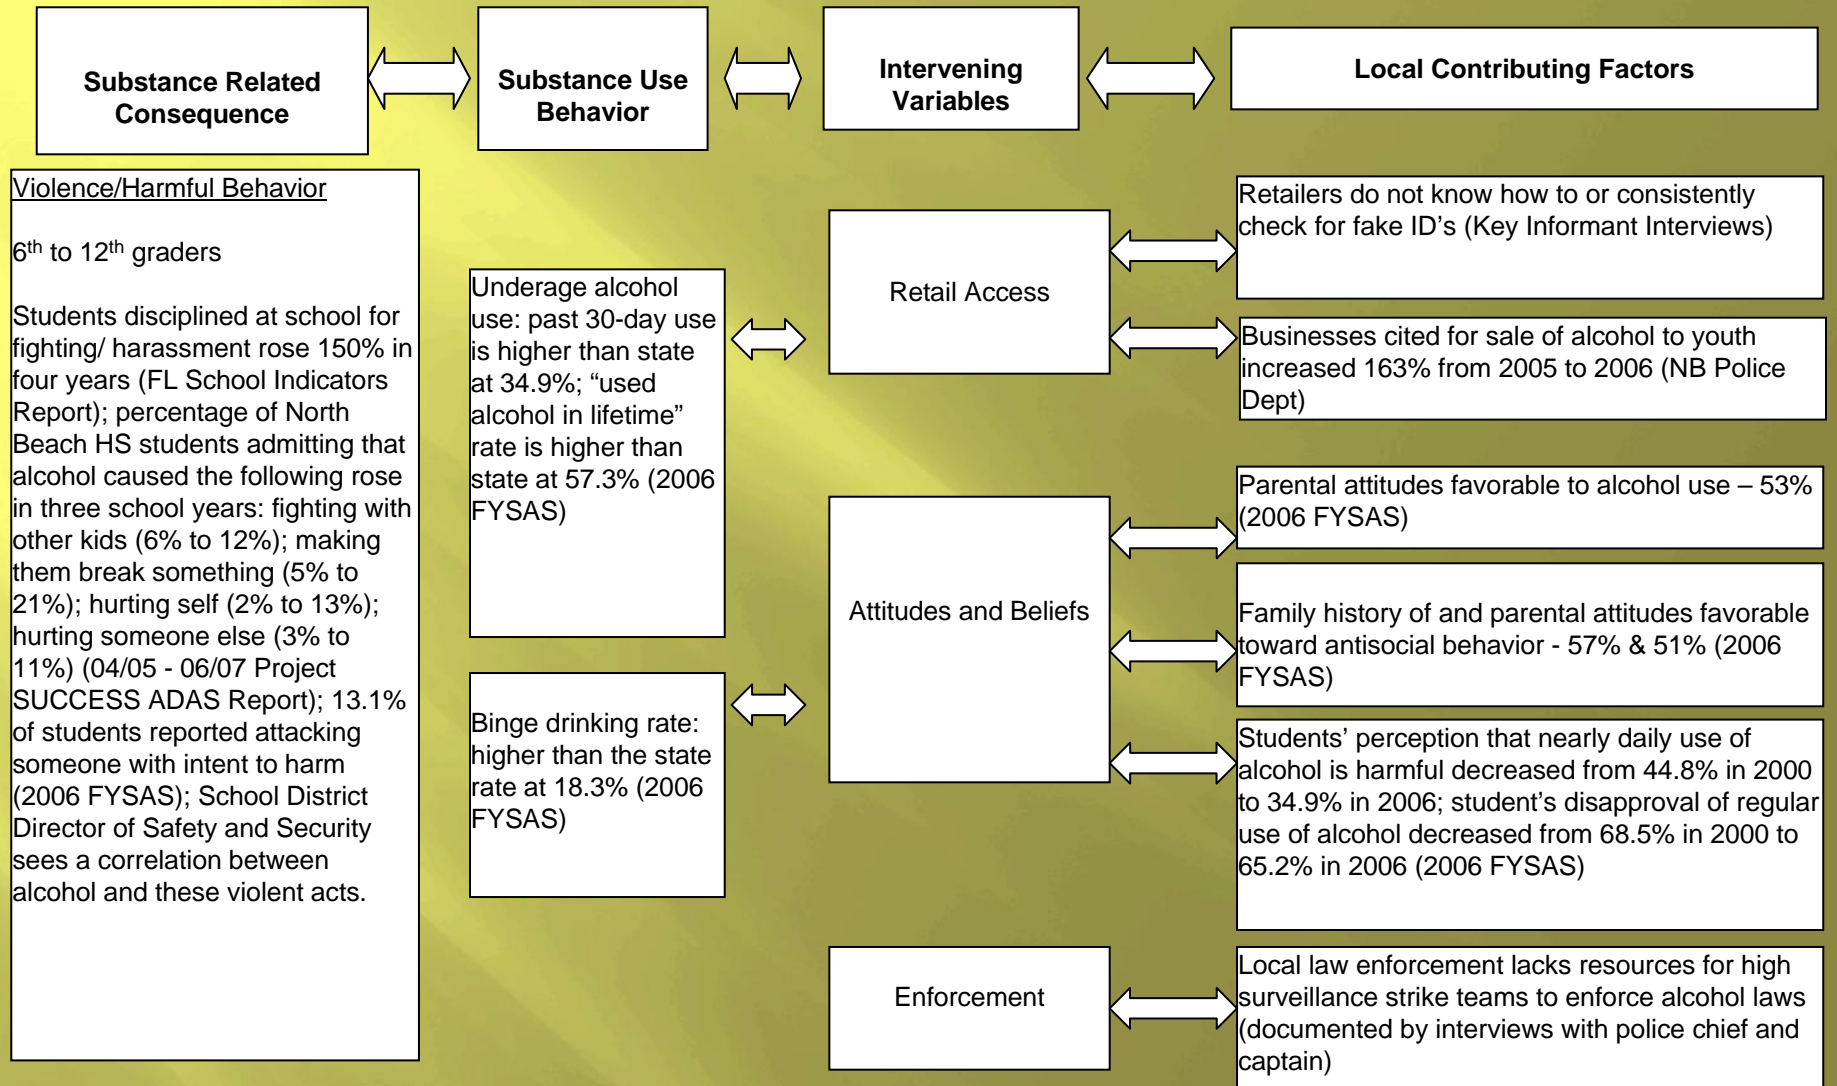 Substance Related
Consequence
Substance Use
Behavior
Intervening
Variables
Local Contributing Factors
Violence/Harmful Behavior
6th to 12th graders
Students disciplined at school for
fighting/ harassment rose 150% in
four years (FL School Indicators
Report); percentage of North
Beach HS students admitting that
alcohol caused the following rose
in three school years: fighting with
other kids (6% to 12%); making
them break something (5% to
21%); hurting self (2% to 13%);
hurting someone else (3% to
11%) (04/05 - 06/07 Project
SUCCESS ADAS Report); 13.1%
of students reported attacking
someone with intent to harm
(2006 FYSAS); School District
Director of Safety and Security
sees a correlation between
alcohol and these violent acts.
Underage alcohol
use: past 30-day use
is higher than state
at 34.9%; “used
alcohol in lifetime”
rate is higher than
state at 57.3% (2006
FYSAS)
Binge drinking rate:
higher than the state
rate at 18.3% (2006
FYSAS)
Retail Access
Attitudes and Beliefs
Enforcement
Retailers do not know how to or consistently
check for fake ID’s (Key Informant Interviews)
Businesses cited for sale of alcohol to youth
increased 163% from 2005 to 2006 (NB Police
Dept)
Parental attitudes favorable to alcohol use – 53%
(2006 FYSAS)
Family history of and parental attitudes favorable
toward antisocial behavior - 57% & 51% (2006
FYSAS)
Students’ perception that nearly daily use of
alcohol is harmful decreased from 44.8% in 2000
to 34.9% in 2006; student’s disapproval of regular
use of alcohol decreased from 68.5% in 2000 to
65.2% in 2006 (2006 FYSAS)
Local law enforcement lacks resources for high
surveillance strike teams to enforce alcohol laws
(documented by interviews with police chief and
captain)